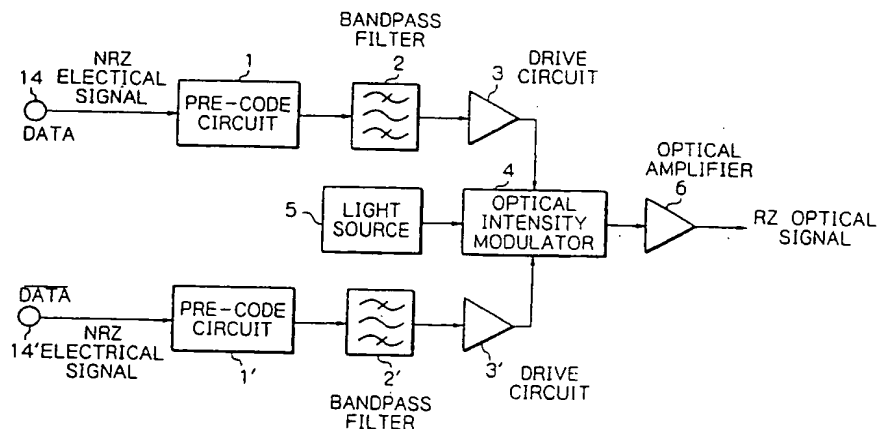 BANDPASS
FILTER
2
NRZ
ELECTICAL
SIGNAL
14
DATA
1
PRE-CODE
CIRCUIT
DRIVE
CIRCUIT
3
5
LIGHT
SOURCE
4
OPTICAL
INTENSITY
MODULATOR
OPTICAL
AMPLIFIER
6
RZ OPTICAL
SIGNAL
DATA
14'
NRZ
ELECTRICAL
SIGNAL
PRE-CODE
CIRCUIT
1'
2'
BANDPASS
FILTER
3'
DRIVE
CIRCUIT